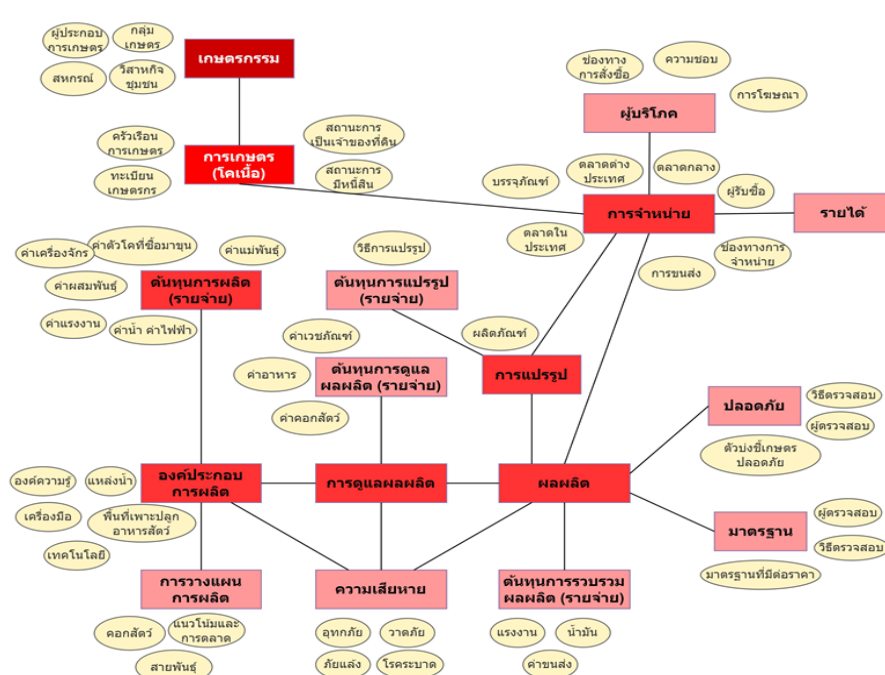 ผู้ประกอบ
การเกษตร
กลุ่ม
เกษตร
สหกรณ์
วิสาหกิจ
ชุมชน
เกษตรกรรม
ครัวเรือน
การเกษตร
ทะเบียน
เกษตรกร
การเกษตร
(โคเนื้อ)
สถานะการ
เป็นเจ้าของที่ดิน
สถานะการ
มีหนี้สิน
ช่องทาง
การสั่งซื้อ
ความชอบ
การโฆษณา
ผู้บริโภค
บรรจุภัณฑ์
ตลาดต่าง
ประเทศ
ตลาดกลาง
ผู้รับซื้อ
การจำหน่าย
รายได้
ตลาดใน
ประเทศ
การขนส่ง
ช่องทางการ
จำหน่าย
ค่าเครื่องจักร
ค่าตัวโคที่ซื้อมาขุน
ค่าแม่พันธุ์
ค่าผสมพันธุ์
ต้นทุนการผลิต
(รายจ่าย)
ค่าแรงงาน
ค่าน้ำ ค่าไฟฟ้า
วิธีการแปรรูป
ต้นทุนการแปรรูป
(รายจ่าย)
ค่าเวชภัณฑ์
ผลิตภัณฑ์
ค่าอาหาร
ต้นทุนการดูแล
ผลผลิต (รายจ่าย)
การแปรรูป
ค่าคอกสัตว์
ปลอดภัย
วิธีตรวจสอบ
ผู้ตรวจสอบ
ตัวบ่งชี้เกษตร
ปลอดภัย
องค์ความรู้
แหล่งน้ำ
องค์ประกอบ
การผลิต
การดูแลผลผลิต
ผลผลิต
เครื่องมือ
พื้นที่เพาะปลูก
อาหารสัตว์
เทคโนโลยี
มาตรฐาน
ผู้ตรวจสอบ
วิธีตรวจสอบ
มาตรฐานที่มีต่อราคา
การวางแผน
การผลิต
ความเสียหาย
ต้นทุนการรวบรวม
ผลผลิต (รายจ่าย)
คอกสัตว์
แนวโน้มและ
การตลาด
สายพันธุ์
อุทกภัย
วาตภัย
ภัยแล้ง
โรคระบาด
แรงงาน
น้ำมัน
ค่าขนส่ง